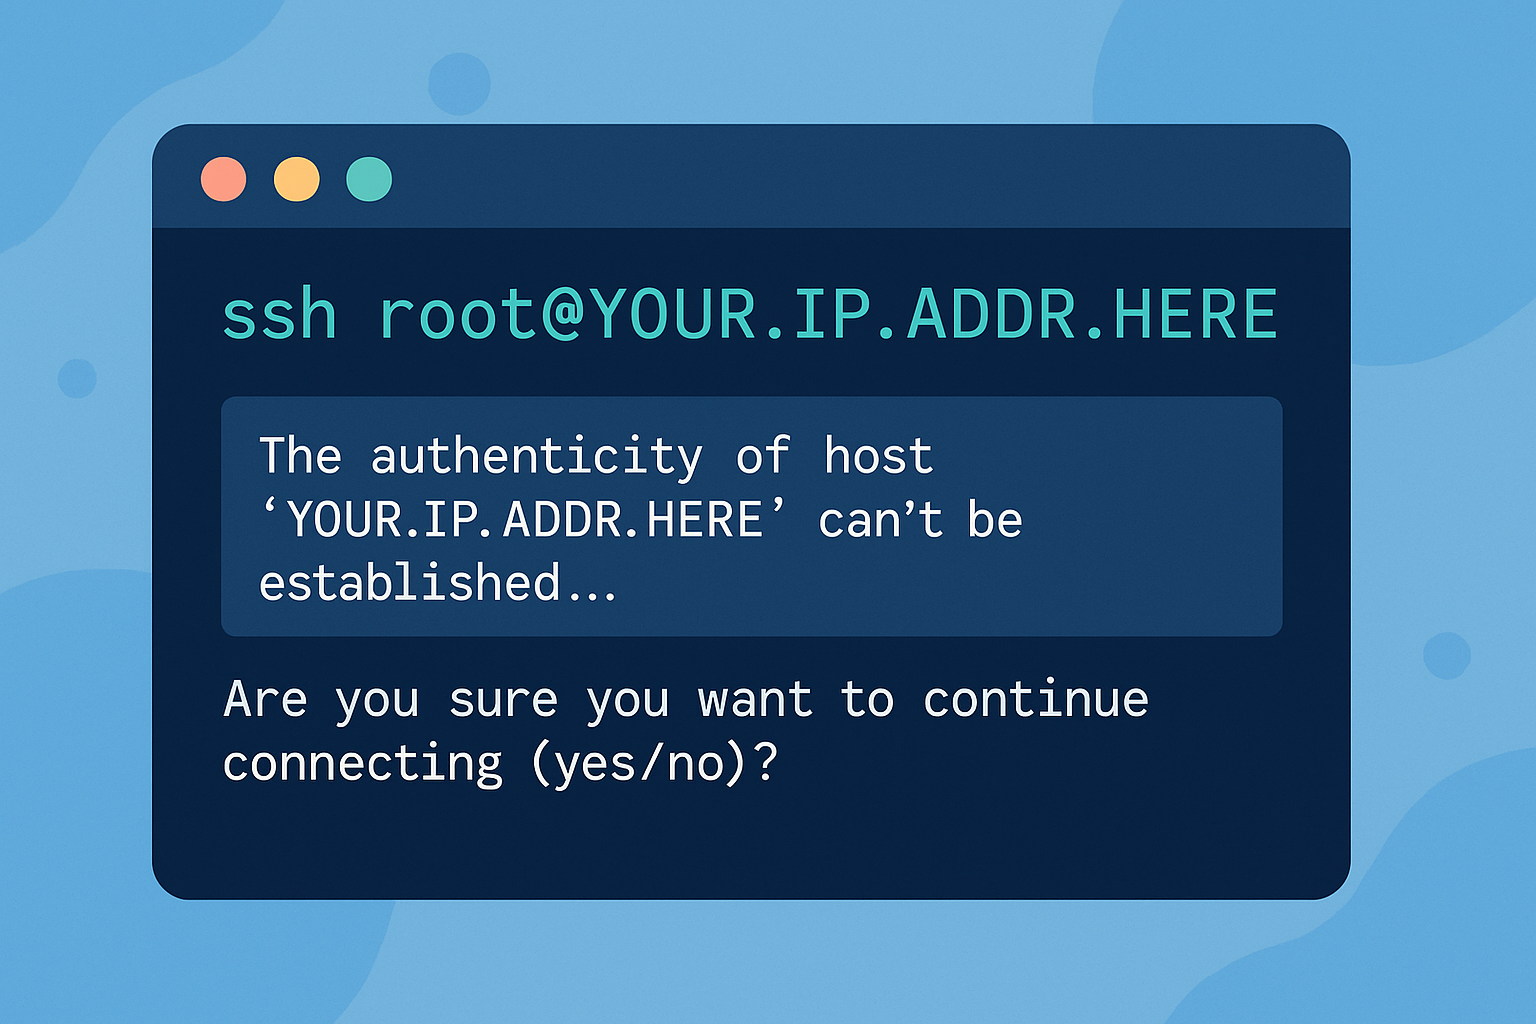 ssh root@YOUR.IP.ADDR.HERE
The authenticity of host
‘YOUR.IP.ADDR.HERE’ can’t be
established...
Are you sure you want to continue
connecting (yes/no)?